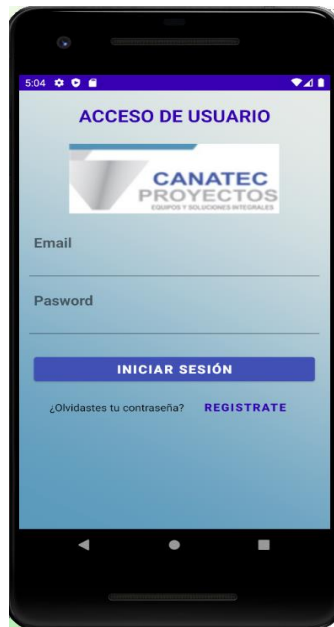 5:04
ACCESO DE USUARIO
CANATEC
PROYECTOS
EQUIPOS Y SOLUCIONES INTEGRALES
Email
Pasword
INICIAR SESIÓN
¿Olvidastes tu contraseña? REGISTRATE